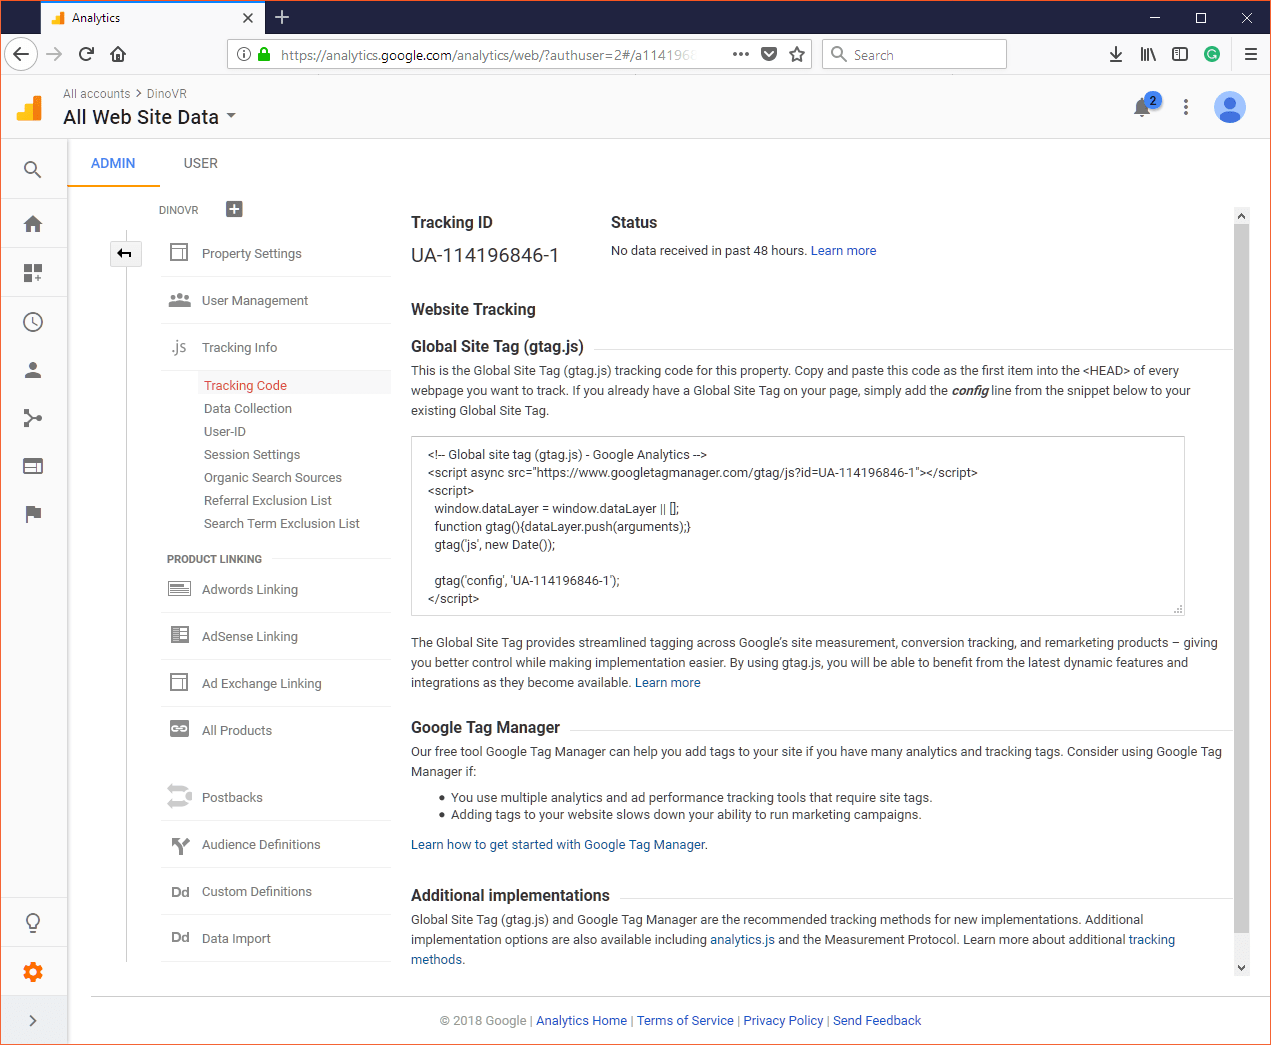 Analytics
https://analytics.google.com/analytics/web/?authuser=2#/a114196
Search
All accounts > DinoVR
All Web Site Data
2
ADMIN
USER
DINOVR
Property Settings
User Management
.js Tracking Info
Tracking Code
Data Collection
User-ID
Session Settings
Organic Search Sources
Referral Exclusion List
Search Term Exclusion List
PRODUCT LINKING
Adwords Linking
AdSense Linking
Ad Exchange Linking
All Products
Postbacks
Audience Definitions
Dd Custom Definitions
Dd Data Import
Tracking ID
UA-114196846-1
Status
No data received in past 48 hours. Learn more
Website Tracking
Global Site Tag (gtag.js)
This is the Global Site Tag (gtag.js) tracking code for this property. Copy and paste this code as the first item into the <HEAD> of every
webpage you want to track. If you already have a Global Site Tag on your page, simply add the config line from the snippet below to your
existing Global Site Tag.
<!-- Global site tag (gtag.js) - Google Analytics -->
<script async src="https://www.googletagmanager.com/gtag/js?id=UA-114196846-1"></script>
<script>
window.dataLayer = window.dataLayer || [];
function gtag(){dataLayer.push(arguments);}
gtag('js', new Date());
gtag('config', 'UA-114196846-1');
</script>
The Global Site Tag provides streamlined tagging across Google's site measurement, conversion tracking, and remarketing products – giving
you better control while making implementation easier. By using gtag.js, you will be able to benefit from the latest dynamic features and
integrations as they become available. Learn more
Google Tag Manager
Our free tool Google Tag Manager can help you add tags to your site if you have many analytics and tracking tags. Consider using Google Tag
Manager if:
• You use multiple analytics and ad performance tracking tools that require site tags.
• Adding tags to your website slows down your ability to run marketing campaigns.
Learn how to get started with Google Tag Manager.
Additional implementations
Global Site Tag (gtag.js) and Google Tag Manager are the recommended tracking methods for new implementations. Additional
implementation options are also available including analytics.js and the Measurement Protocol. Learn more about additional tracking
methods.
© 2018 Google | Analytics Home | Terms of Service | Privacy Policy | Send Feedback